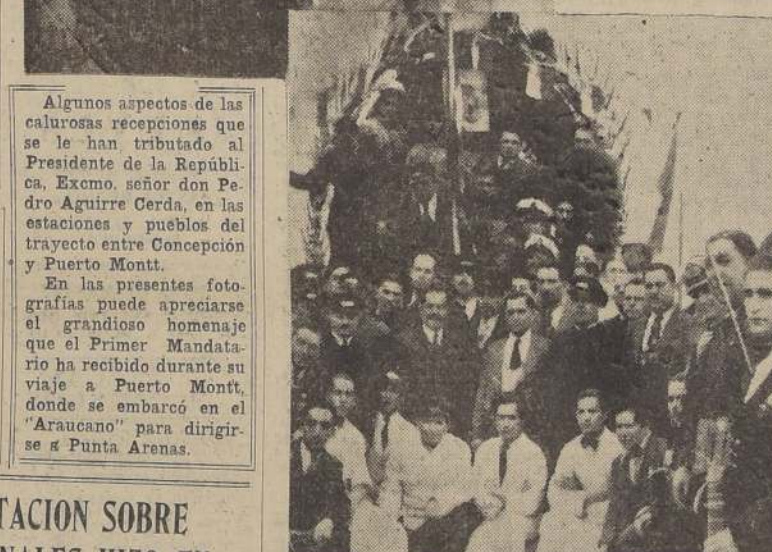 Algunos aspectos de las
calurosas recepciones que
se le han tributado al
Presidente de la Repúbli-
ca, Excmo. señor don Pe-
dro Aguirre Cerda, en las
estaciones y pueblos del
trayecto entre Concepción
y Puerto Montt.
En las presentes foto-
grafías puede apreciarse
el grandioso homenaje
que el Primer Mandata-
rio ha recibido durante su
viaje a Puerto Montt,
donde se embarcó en el
"Araucano" para dirigir-
se a Punta Arenas.
TACION SOBRE